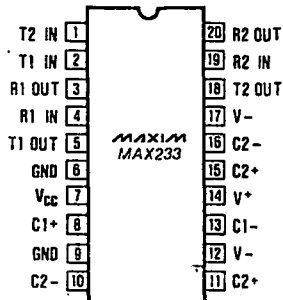 T2 IN 1 20 R2 OUT
T1 IN 2 19 R2 IN
R1 OUT 3 18 T2 OUT
R1 IN 4 17 V-
T1 OUT 5 16 C2-
MAXIM
MAX233
GND 6 15 C2+
VCC 7 14 V+
C1+ 8 13 C1-
GND 9 12 V-
C2- 10 11 C2+